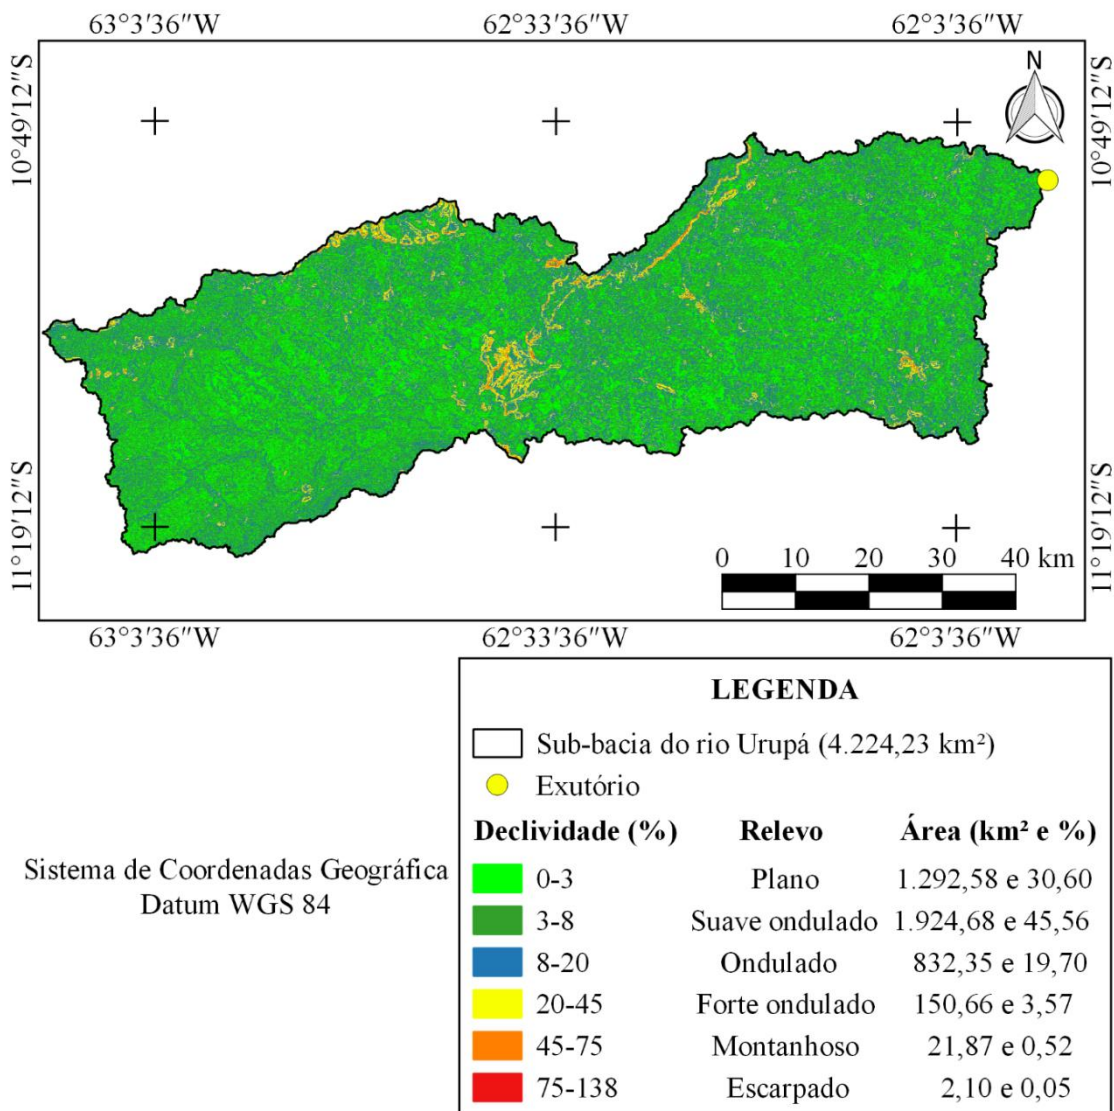 63°3'36"W 62°33'36"W 62°3'36"W
N
10°49'12"S 10°49'12"S
11°19'12"S 11°19'12"S
0 10 20 30 40 km
63°3'36"W 62°33'36"W 62°3'36"W
LEGENDA
Sub-bacia do rio Urupá (4.224,23 km²)
Exutório
Declividade (%) Relevo Área (km² e %)
0-3 Plano 1.292,58 e 30,60
3-8 Suave ondulado 1.924,68 e 45,56
8-20 Ondulado 832,35 e 19,70
20-45 Forte ondulado 150,66 e 3,57
45-75 Montanhoso 21,87 e 0,52
75-138 Escarpado 2,10 e 0,05
Sistema de Coordenadas Geográfica
Datum WGS 84